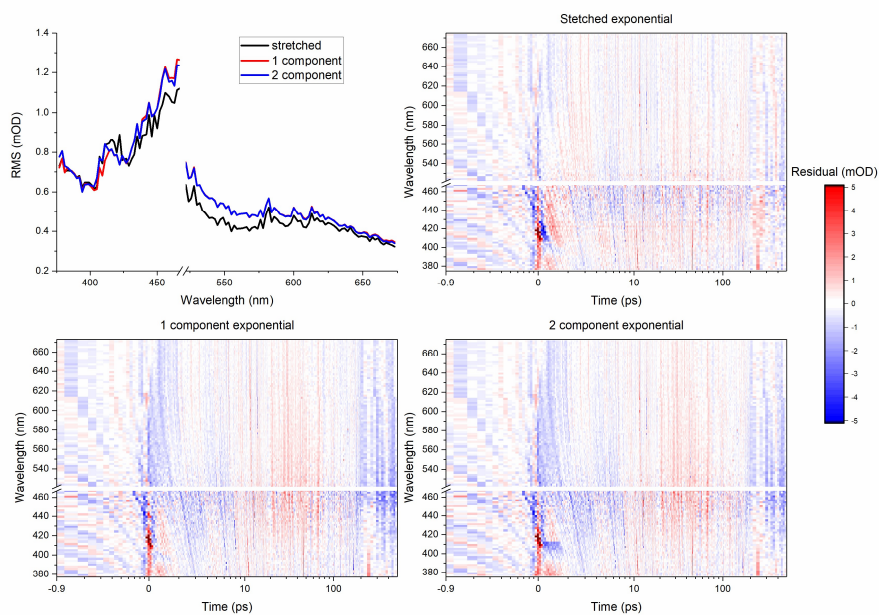 stretched
1 component
2 component
1.4
1.2
1.0
0.8
0.6
0.4
0.2
RMS (mOD)
400 450 550 600 650
Wavelength (nm)
Stetched exponential
660
640
620
600
580
560
540
460
440
420
400
380
Wavelength (nm)
-0.9 0 10 100
Time (ps)
Residual (mOD)
5
4
3
2
1
0
-1
-2
-3
-4
-5
1 component exponential
660
640
620
600
580
560
540
460
440
420
400
380
Wavelength (nm)
-0.9 0 10 100
Time (ps)
2 component exponential
660
640
620
600
580
560
540
460
440
420
400
380
Wavelength (nm)
-0.9 0 10 100
Time (ps)